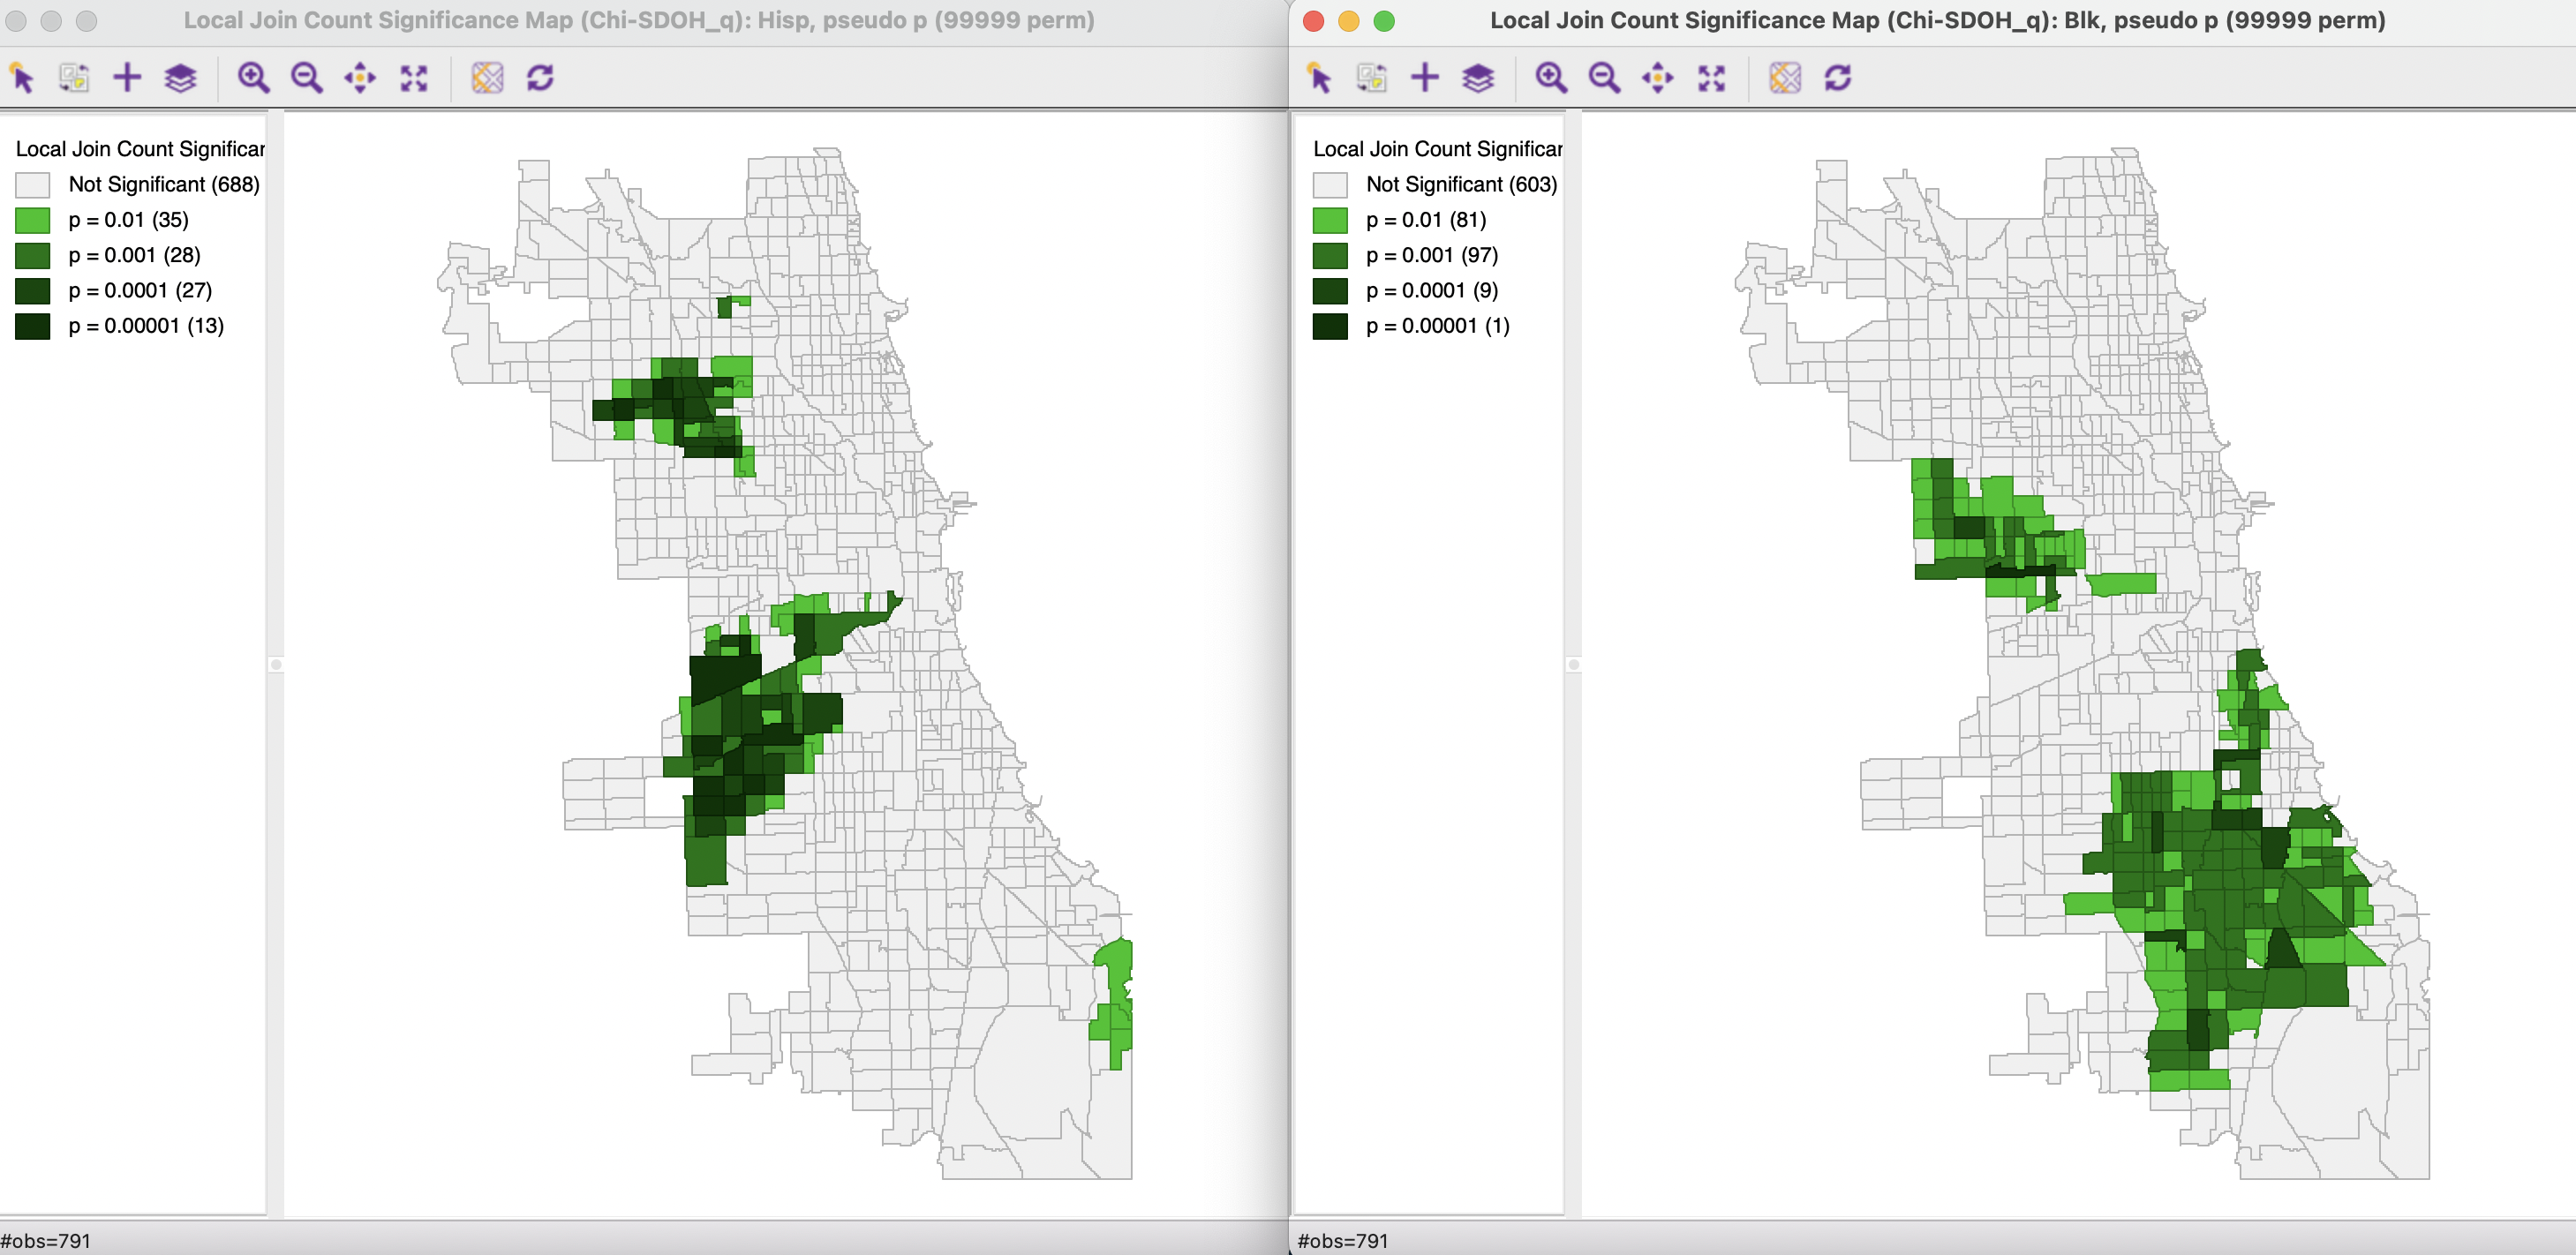 Local Join Count Significance Map (Chi-SDOH_q): Hisp, pseudo p (99999 perm)
Local Join Count Significar
Not Significant (688)
p = 0.01 (35)
p = 0.001 (28)
p = 0.0001 (27)
p = 0.00001 (13)
#obs=791
Local Join Count Significance Map (Chi-SDOH_q): Blk, pseudo p (99999 perm)
Local Join Count Significar
Not Significant (603)
p = 0.01 (81)
p = 0.001 (97)
p = 0.0001 (9)
p = 0.00001 (1)
#obs=791